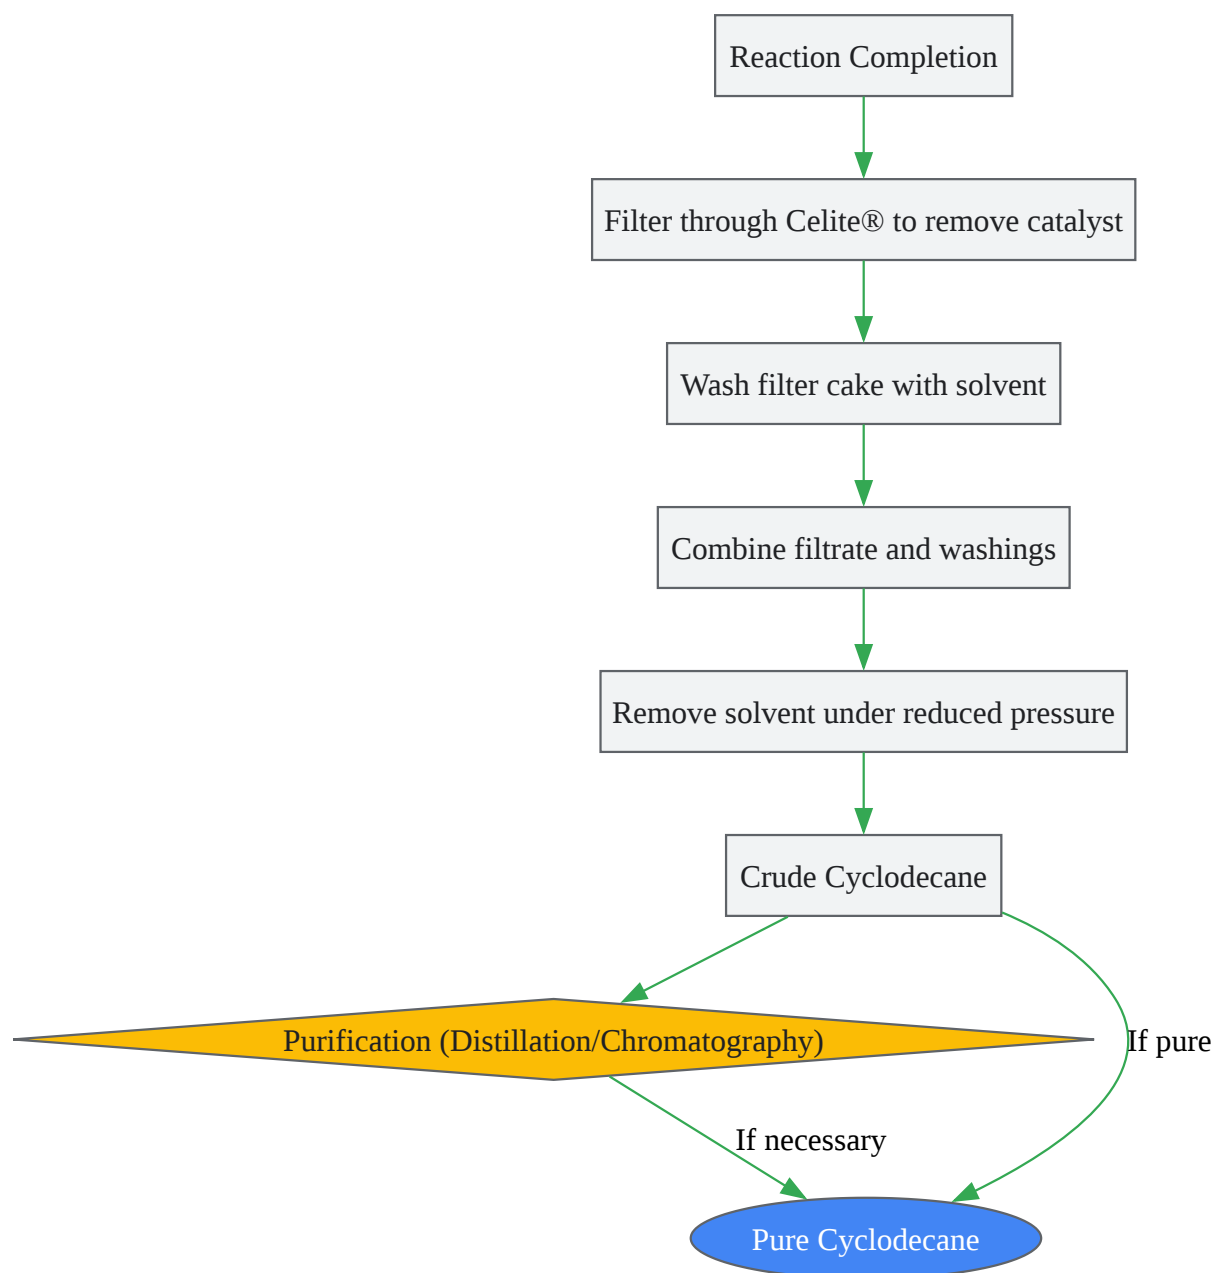 Reaction Completion
Filter through Celite® to remove catalyst
Wash filter cake with solvent
Combine filtrate and washings
Remove solvent under reduced pressure
Crude Cyclodecane
Purification (Distillation/Chromatography)
If pure
If necessary
Pure Cyclodecane